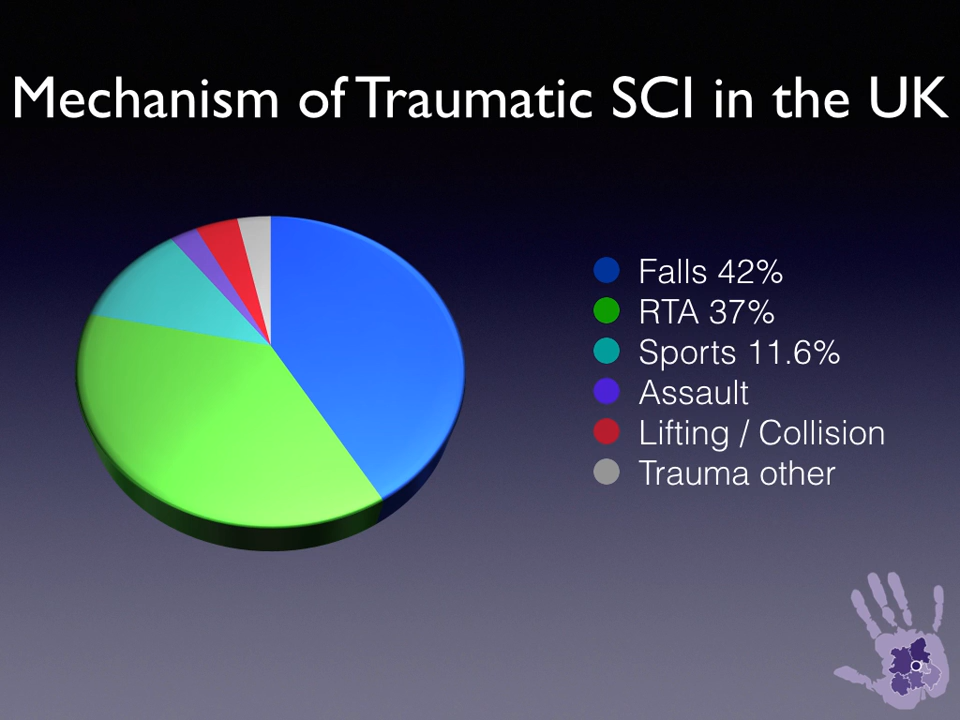 Mechanism of Traumatic SCI in the UK
Falls 42%
RTA 37%
Sports 11.6%
Assault
Lifting / Collision
Trauma other